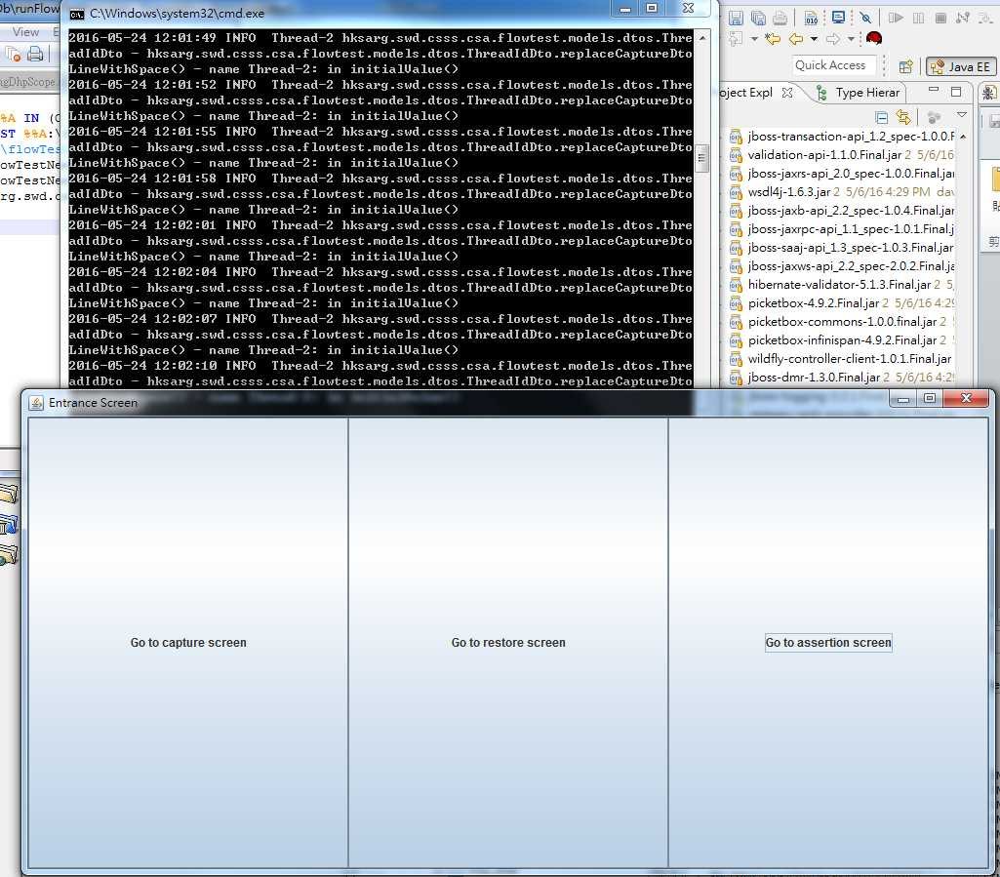 Ob\runFlow
View
ngDhpScope.
%A IN (C
ST %%A:\
\flowTes
owTestNe
owTestNe
arg.swd.c
C:\Windows\system32\cmd.exe
2016-05-24 12:01:49 INFO  Thread-2 hksarg.swd.csss.csa.flowtest.models.dtos.Thre
adIdDto - hksarg.swd.csss.csa.flowtest.models.dtos.ThreadIdDto.replaceCaptureDto
LineWithSpace() - name Thread-2: in initialValue()
2016-05-24 12:01:52 INFO  Thread-2 hksarg.swd.csss.csa.flowtest.models.dtos.Thre
adIdDto - hksarg.swd.csss.csa.flowtest.models.dtos.ThreadIdDto.replaceCaptureDto
LineWithSpace() - name Thread-2: in initialValue()
2016-05-24 12:01:55 INFO  Thread-2 hksarg.swd.csss.csa.flowtest.models.dtos.Thre
adIdDto - hksarg.swd.csss.csa.flowtest.models.dtos.ThreadIdDto.replaceCaptureDto
LineWithSpace() - name Thread-2: in initialValue()
2016-05-24 12:01:58 INFO  Thread-2 hksarg.swd.csss.csa.flowtest.models.dtos.Thre
adIdDto - hksarg.swd.csss.csa.flowtest.models.dtos.ThreadIdDto.replaceCaptureDto
LineWithSpace() - name Thread-2: in initialValue()
2016-05-24 12:02:01 INFO  Thread-2 hksarg.swd.csss.csa.flowtest.models.dtos.Thre
adIdDto - hksarg.swd.csss.csa.flowtest.models.dtos.ThreadIdDto.replaceCaptureDto
LineWithSpace() - name Thread-2: in initialValue()
2016-05-24 12:02:04 INFO  Thread-2 hksarg.swd.csss.csa.flowtest.models.dtos.Thre
adIdDto - hksarg.swd.csss.csa.flowtest.models.dtos.ThreadIdDto.replaceCaptureDto
LineWithSpace() - name Thread-2: in initialValue()
2016-05-24 12:02:07 INFO  Thread-2 hksarg.swd.csss.csa.flowtest.models.dtos.Thre
adIdDto - hksarg.swd.csss.csa.flowtest.models.dtos.ThreadIdDto.replaceCaptureDto
LineWithSpace() - name Thread-2: in initialValue()
2016-05-24 12:02:10 INFO  Thread-2 hksarg.swd.csss.csa.flowtest.models.dtos.Thre
adIdDto - hksarg.swd.csss.csa.flowtest.models.dtos.ThreadIdDto.replaceCaptureDto
Quick Access
Java EE
oject Expl
Type Hierar
jboss-transaction-api_1.2_spec-1.0.0.F
validation-api-1.1.0.Final.jar 2 5/6/16
jboss-jaxrs-api_2.0_spec-1.0.0.Final.jar
wsdl4j-1.6.3.jar 2 5/6/16 4:29 PM dav
jboss-jaxb-api_2.2_spec-1.0.4.Final.jar
jboss-jaxrpc-api_1.1_spec-1.0.1.Final.j
jboss-saaj-api_1.3_spec-1.0.3.Final.jar
jboss-jaxws-api_2.2_spec-2.0.2.Final.ja
hibernate-validator-5.1.3.Final.jar 2 5
picketbox-4.9.2.Final.jar 2 5/6/16 4:29
picketbox-commons-1.0.0.final.jar 2
picketbox-infinispan-4.9.2.Final.jar 2
wildfly-controller-client-1.0.1.Final.jar
jboss-dmr-1.3.0.Final.jar 2 5/6/16 4:29
貼
剪
Entrance Screen
Go to capture screen
Go to restore screen
Go to assertion screen